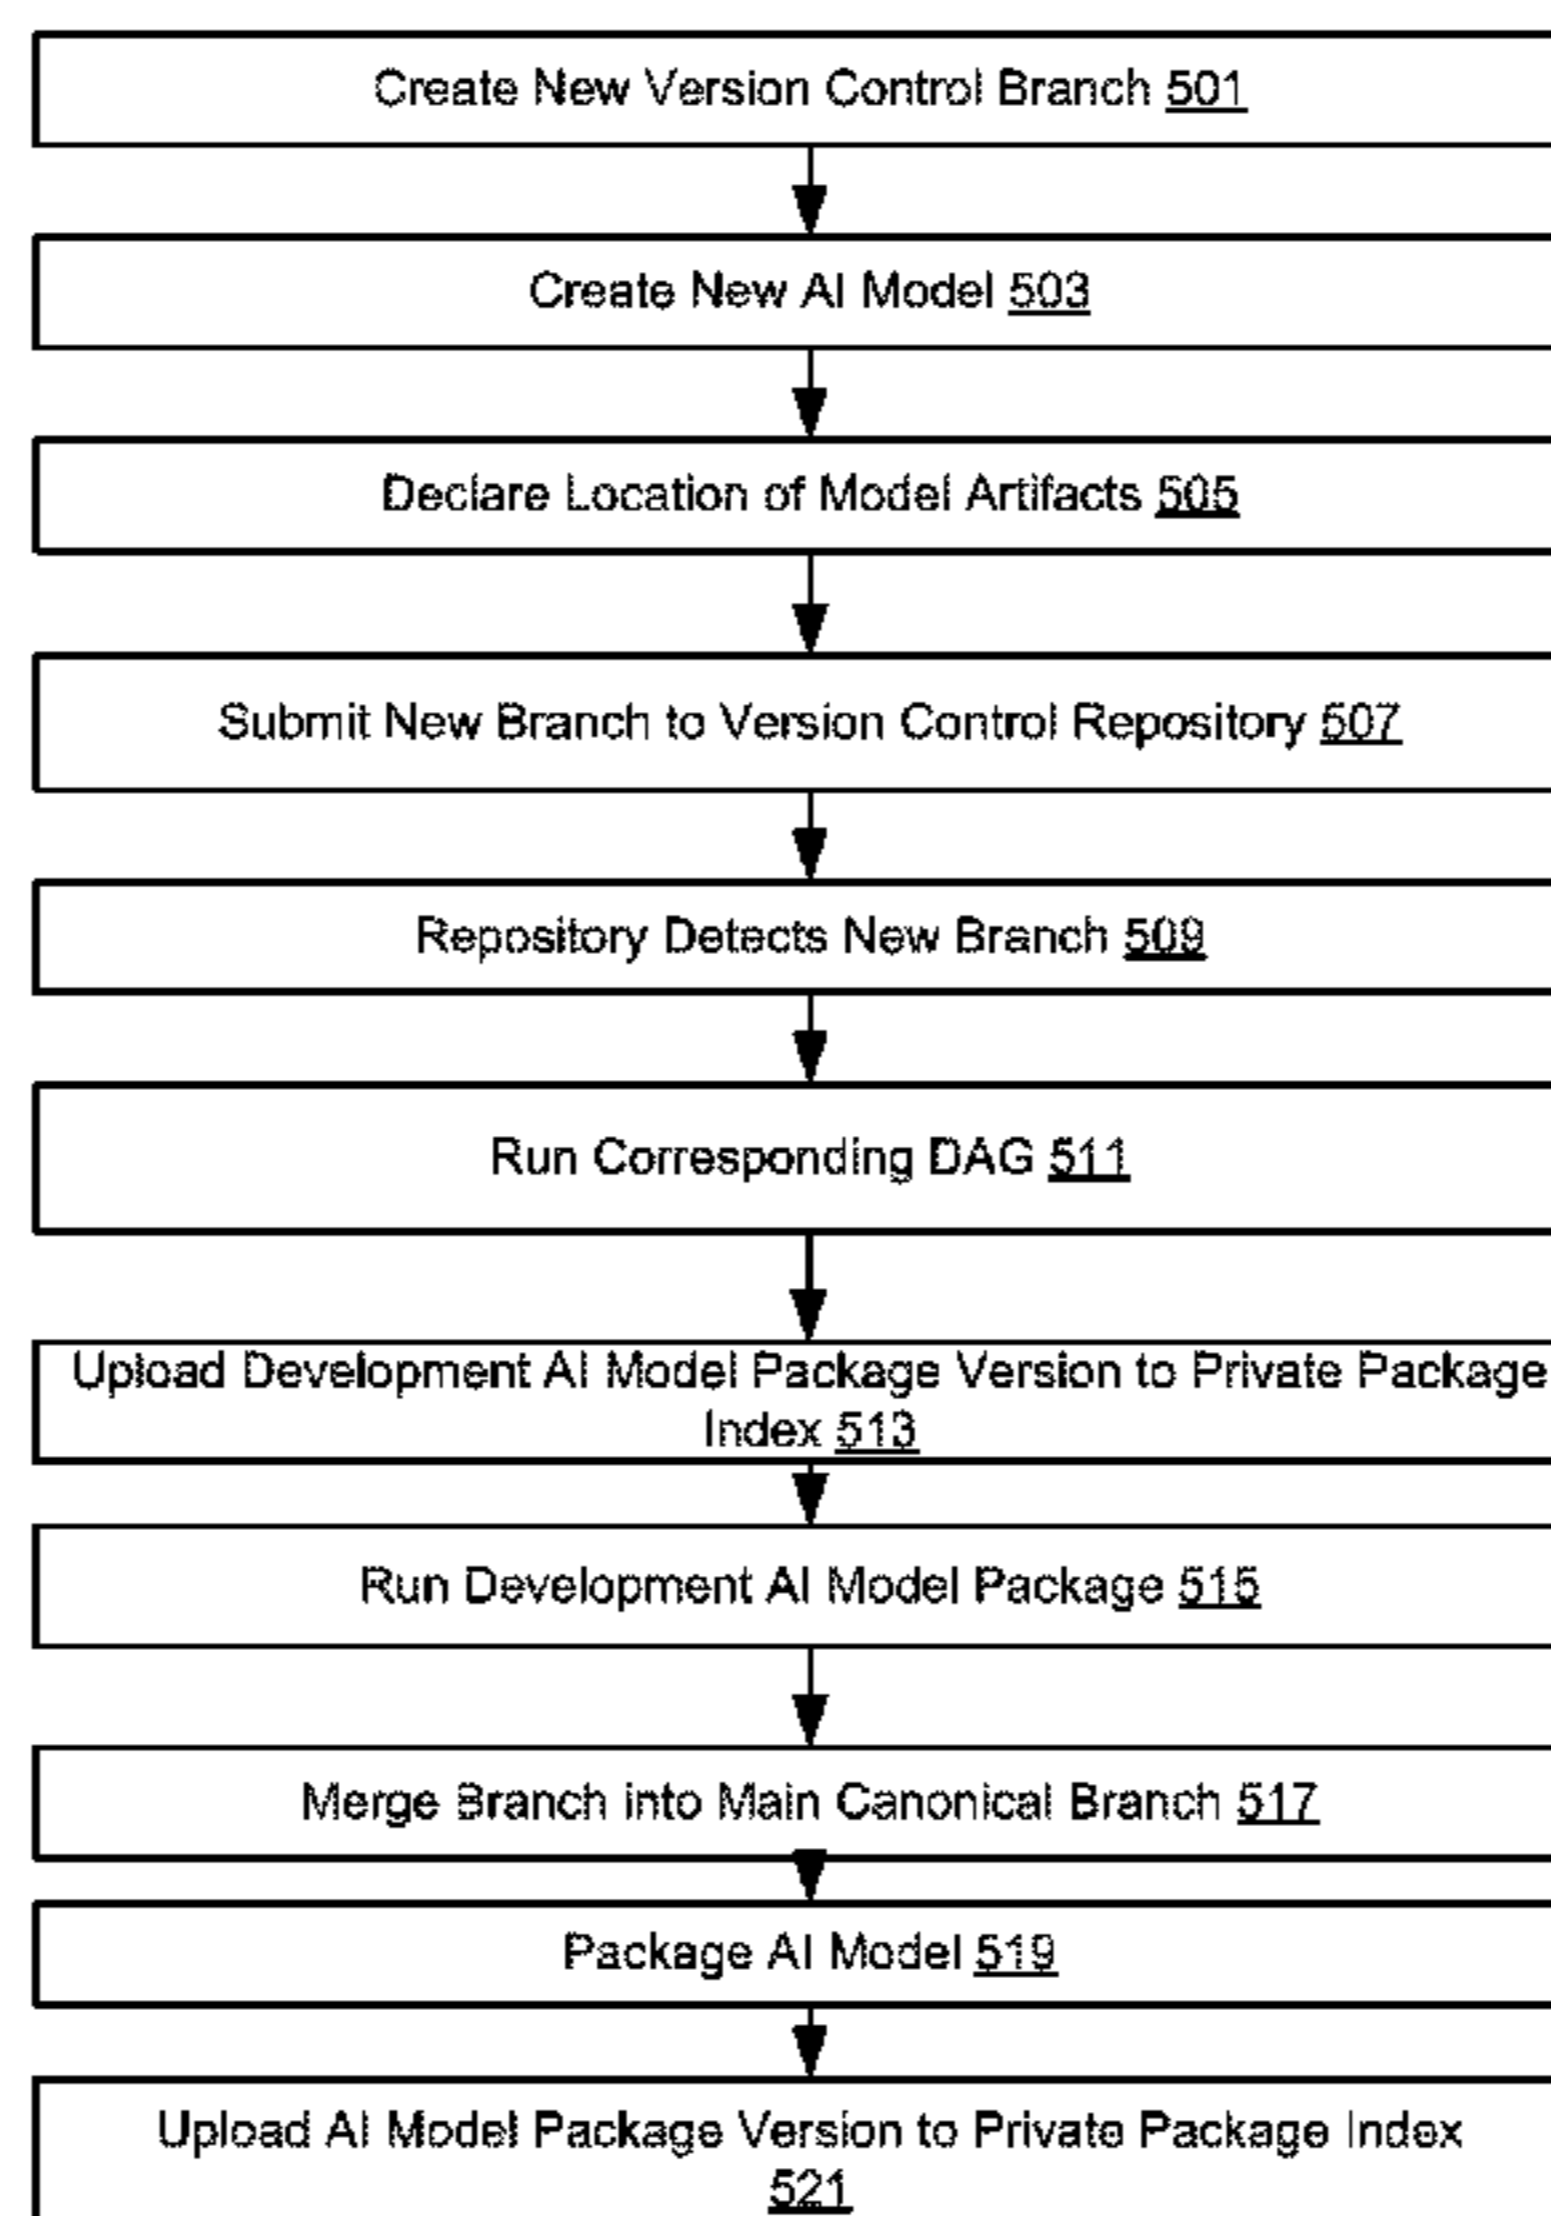 Create New Version Control Branch 501
Create New AI Model 503
Declare Location of Model Artifacts 505
Submit New Branch to Version Control Repository 507
Repository Detects New Branch 509
Run Corresponding DAG 511
Upload Development AI Model Package Version to Private Package
Index 513
Run Development AI Model Package 515
Merge Branch into Main Canonical Branch 517
Package AI Model 519
Upload AI Model Package Version to Private Package Index
521